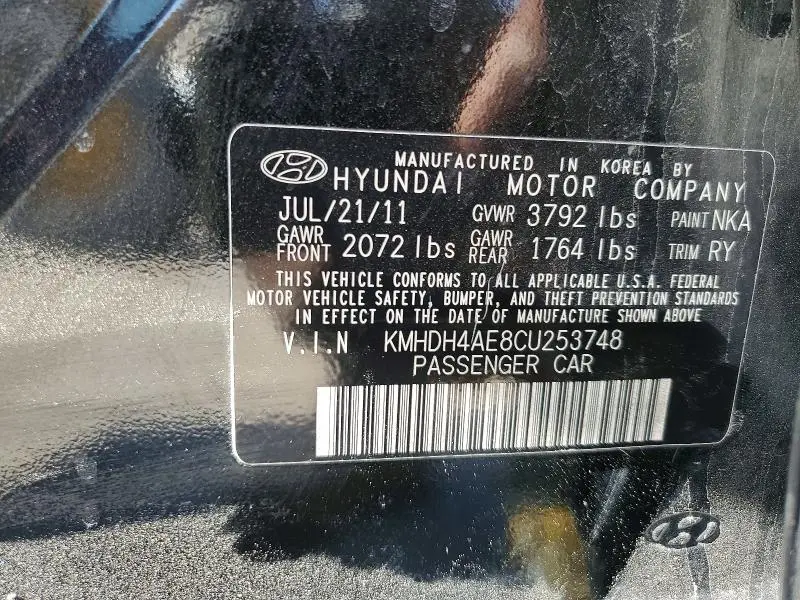 MANUFACTURED IN KOREA BY
HYUNDAI MOTOR COMPANY
JUL/21/11 GVWR 3792 lbs PAINT NKA
GAWR FRONT 2072 lbs GAWR REAR 1764 lbs TRIM RY
THIS VEHICLE CONFORMS TO ALL APPLICABLE U.S.A. FEDERAL
MOTOR VEHICLE SAFETY, BUMPER, AND THEFT PREVENTION STANDARDS
IN EFFECT ON THE DATE OF MANUFACTURE SHOWN ABOVE
V.I.N KMHDH4AE8CU253748
PASSENGER CAR